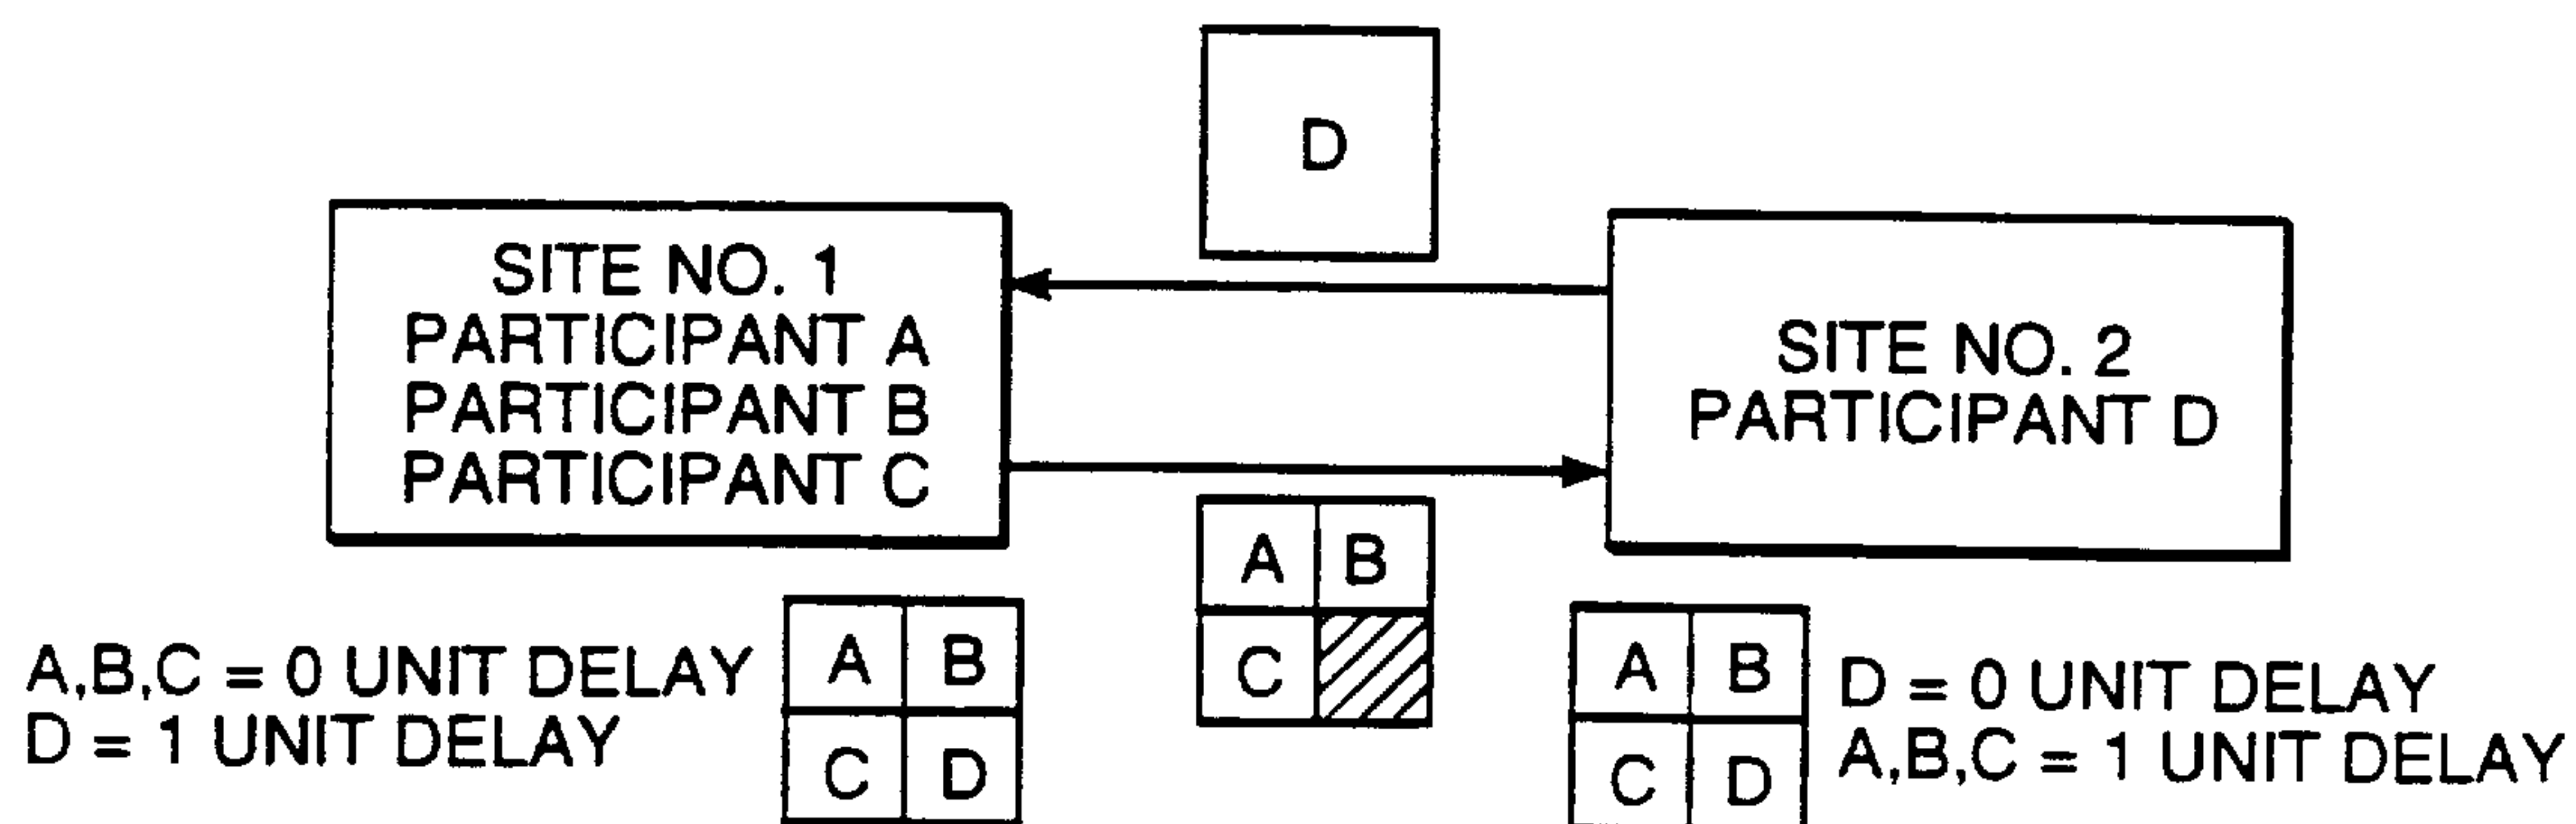 D
SITE NO. 1
PARTICIPANT A
PARTICIPANT B
PARTICIPANT C
SITE NO. 2
PARTICIPANT D
A B
C
A,B,C = 0 UNIT DELAY
D = 1 UNIT DELAY
A B
C D
A B
C D
D = 0 UNIT DELAY
A,B,C = 1 UNIT DELAY